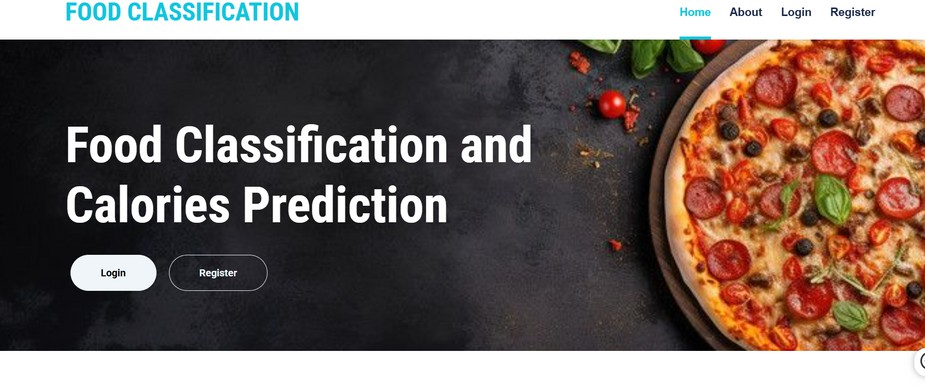 FOOD CLASSIFICATION
Home About Login Register
Food Classification and
Calories Prediction
Login Register